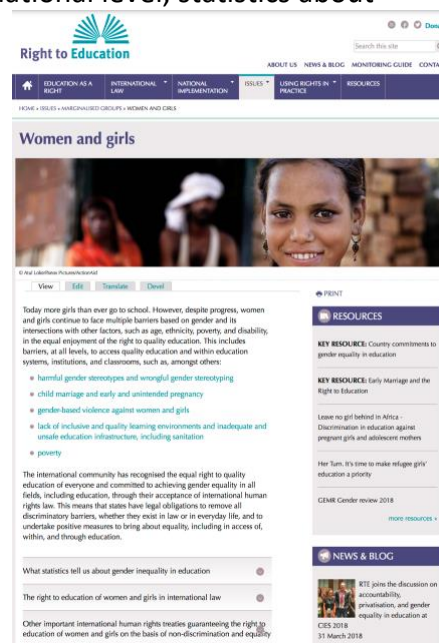 national level, statistics about
Donate
Search this site
Right to Education
ABOUT US NEWS & BLOG MONITORING GUIDE CONTA
EDUCATION AS A RIGHT
INTERNATIONAL LAW
NATIONAL IMPLEMENTATION
ISSUES
USING RIGHTS IN PRACTICE
RESOURCES
HOME » ISSUES » MARGINALISED GROUPS » WOMEN AND GIRLS
Women and girls
View Edit Translate Devel
Today more girls than ever go to school. However, despite progress, women
and girls continue to face multiple barriers based on gender and its
intersections with other factors, such as age, ethnicity, poverty, and disability,
in the equal enjoyment of the right to quality education. This includes
barriers, at all levels, to access quality education and within education
systems, institutions, and classrooms, such as, amongst others:
harmful gender stereotypes and wrongful gender stereotyping
child marriage and early and unintended pregnancy
gender-based violence against women and girls
lack of inclusive and quality learning environments and inadequate and
unsafe education infrastructure, including sanitation
poverty
The international community has recognised the equal right to quality
education of everyone and committed to achieving gender equality in all
fields, including education, through their acceptance of international human
rights law. This means that states have legal obligations to remove all
discriminatory barriers, whether they exist in law or in everyday life, and to
undertake positive measures to bring about equality, including in access of,
within, and through education.
What statistics tell us about gender inequality in education
The right to education of women and girls in international law
Other important international human rights treaties guaranteeing the right to
education of women and girls on the basis of non-discrimination and equality
PRINT
RESOURCES
KEY RESOURCE: Country commitments to
gender equality in education
KEY RESOURCE: Early Marriage and the
Right to Education
Leave no girl behind in Africa -
Discrimination in education against
pregnant girls and adolescent mothers
Her Turn. It's time to make refugee girls'
education a priority
GEMR Gender review 2018
more resources »
NEWS & BLOG
RTE joins the discussion on
accountability,
privatisation, and gender
equality in education at
CIES 2018
31 March 2018